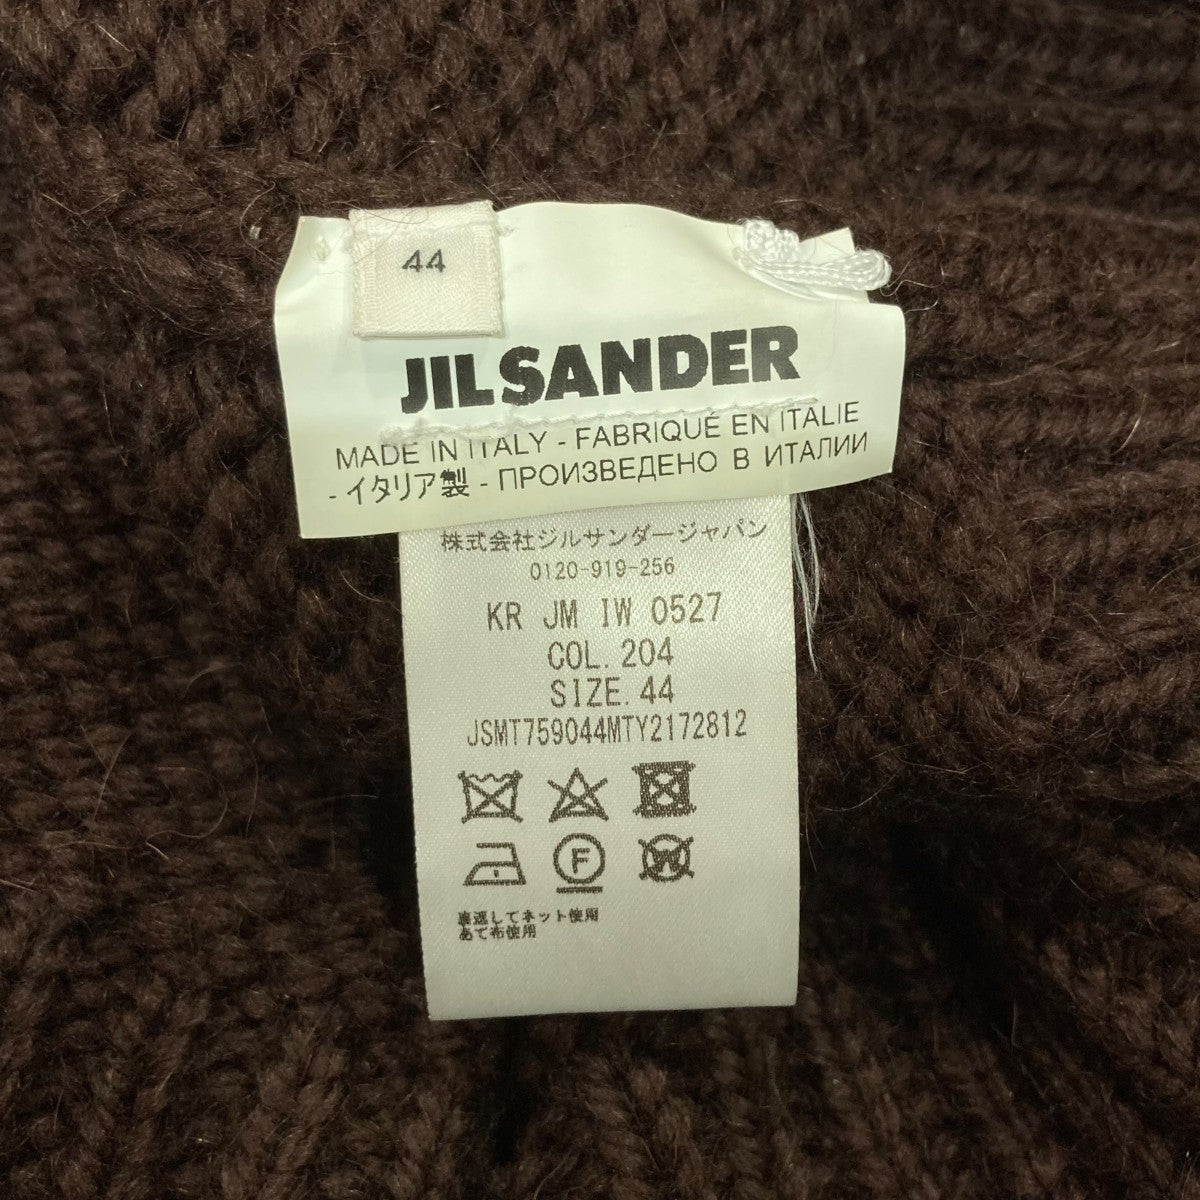 44
JIL SANDER
MADE IN ITALY - FABRIQUÉ EN ITALIE
- イタリア製 - ПРОИЗВЕДЕНО В ИТАЛИИ
株式会社ジルサンダージャパン
0120-919-256
KR JM IW 0527
COL. 204
SIZE. 44
JSMT759044MTY2172812
F
W
裏返してネット使用
あて布使用